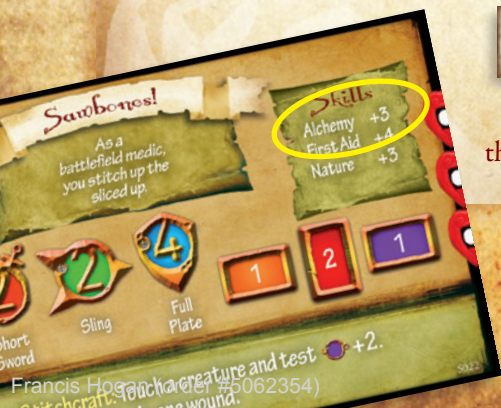 Sawbones!
As a
battlefield medic,
you stitch up the
sliced up.
Skills
Alchemy +3
First Aid +4
Nature +3
2
4
1
2
1
Sword
Sling
Full
Plate
Touch a creature and test +2.
wound.
S022
Francis Hogan (Order #5062354)